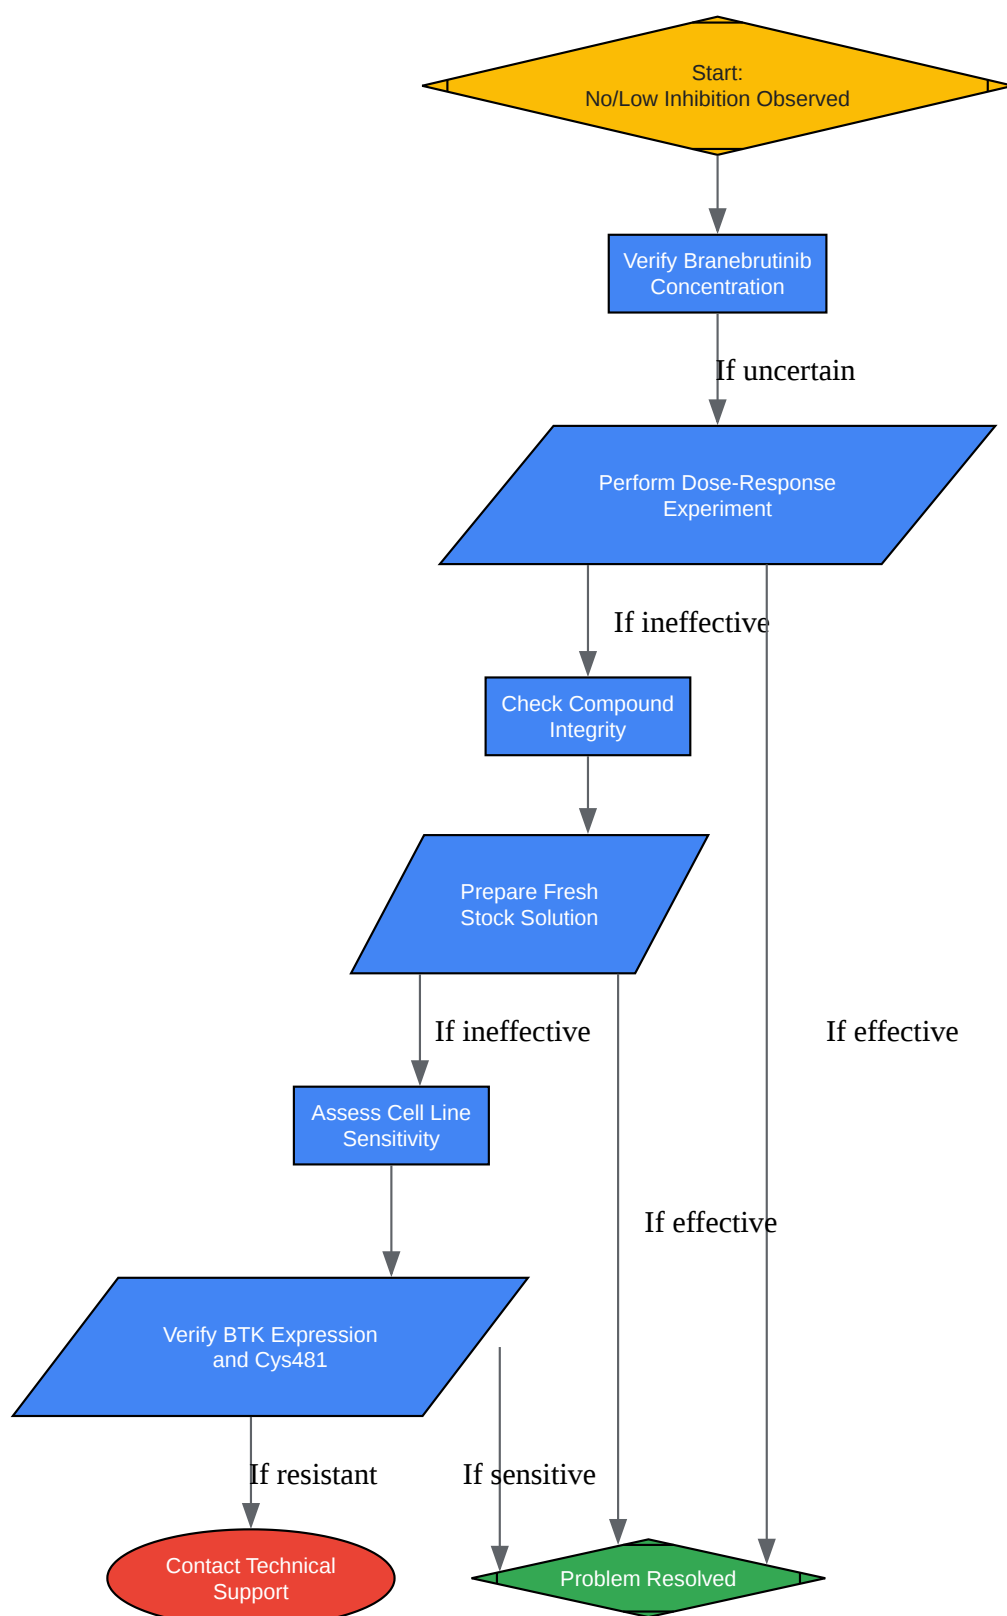 Start:
No/Low Inhibition Observed
Verify Branebrutinib
Concentration
If uncertain
Perform Dose-Response
Experiment
If ineffective
Check Compound
Integrity
Prepare Fresh
Stock Solution
If ineffective
If effective
Assess Cell Line
Sensitivity
If effective
Verify BTK Expression
and Cys481
If resistant
If sensitive
Contact Technical
Support
Problem Resolved